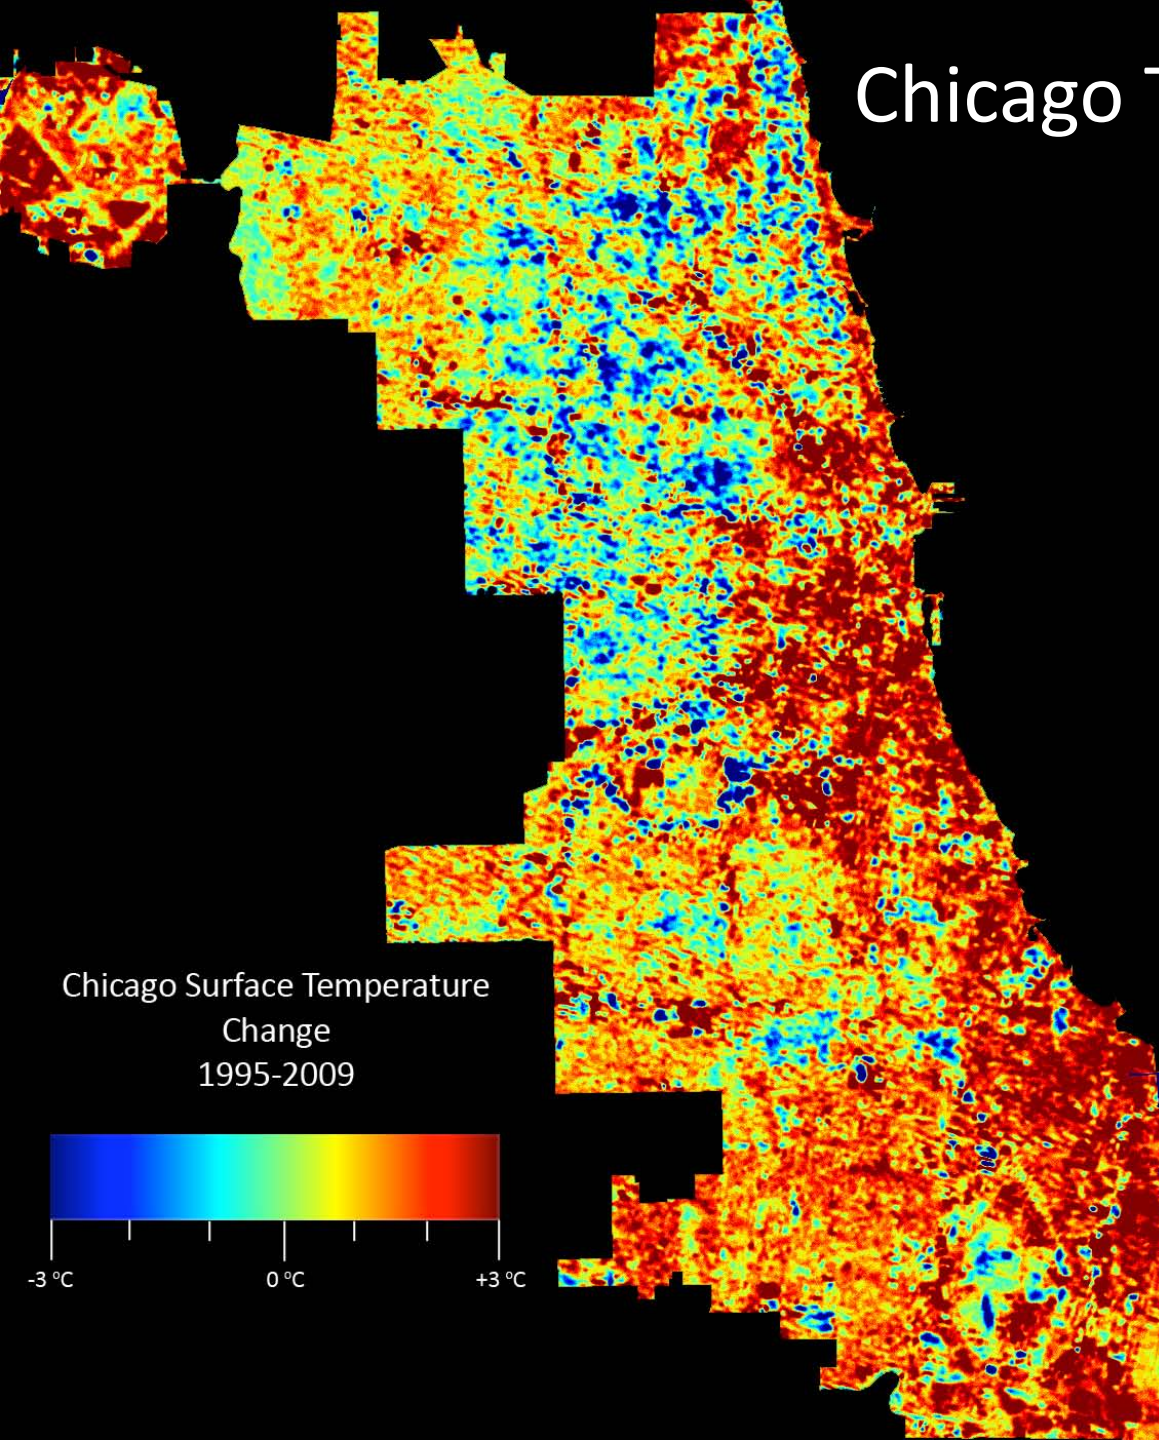 Chicago
Chicago Surface Temperature
Change
1995-2009
-3 °C 0 °C +3 °C